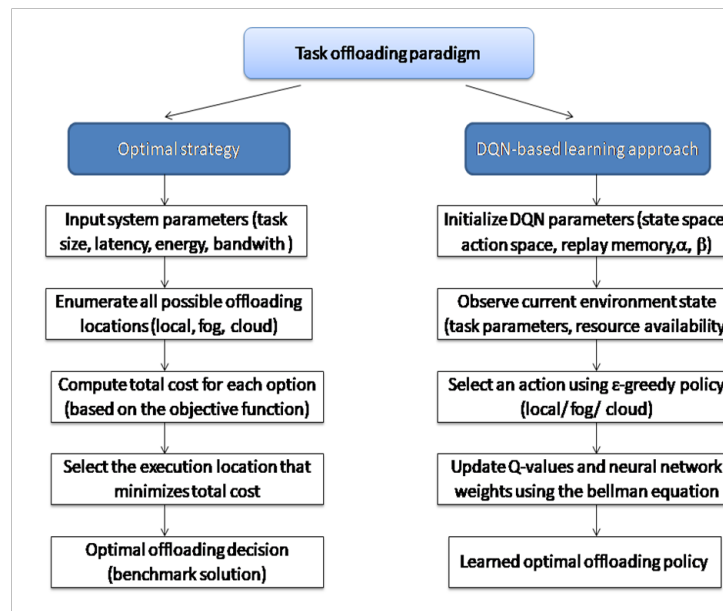 Task offloading paradigm
Optimal strategy
DQN-based learning approach
Input system parameters (task
size, latency, energy, bandwith )
Enumerate all possible offloading
locations (local, fog, cloud)
Compute total cost for each option
(based on the objective function)
Select the execution location that
minimizes total cost
Optimal offloading decision
(benchmark solution)
Initialize DQN parameters (state space
action space, replay memory,α, β)
Observe current environment state
(task parameters, resource availability
Select an action using ε-greedy policy
(local/ fog/ cloud)
Update Q-values and neural network
weights using the bellman equation
Learned optimal offloading policy